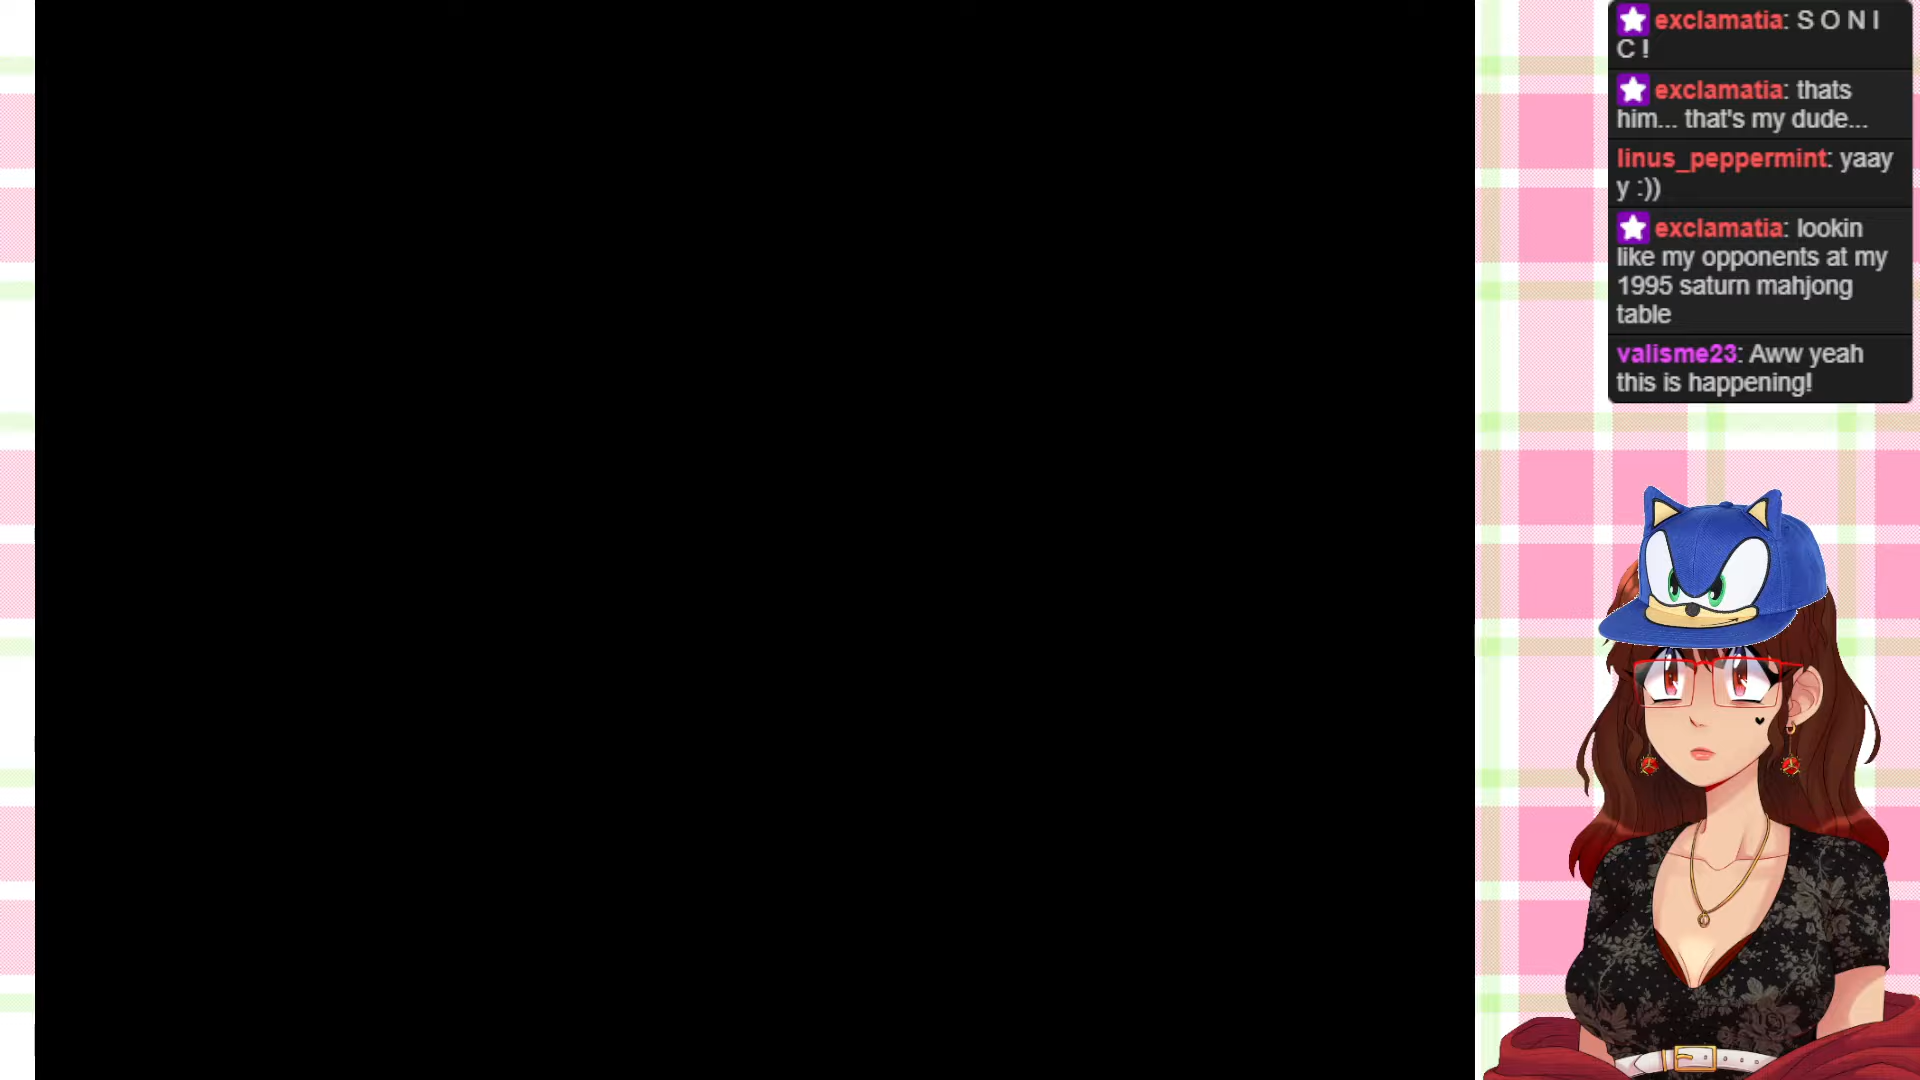 exclamatia: S O N I
C !
exclamatia: thats
him... that's my dude...
linus_peppermint: yaay
y :))
exclamatia: lookin
like my opponents at my
1995 saturn mahjong
table
valisme23: Aww yeah
this is happening!